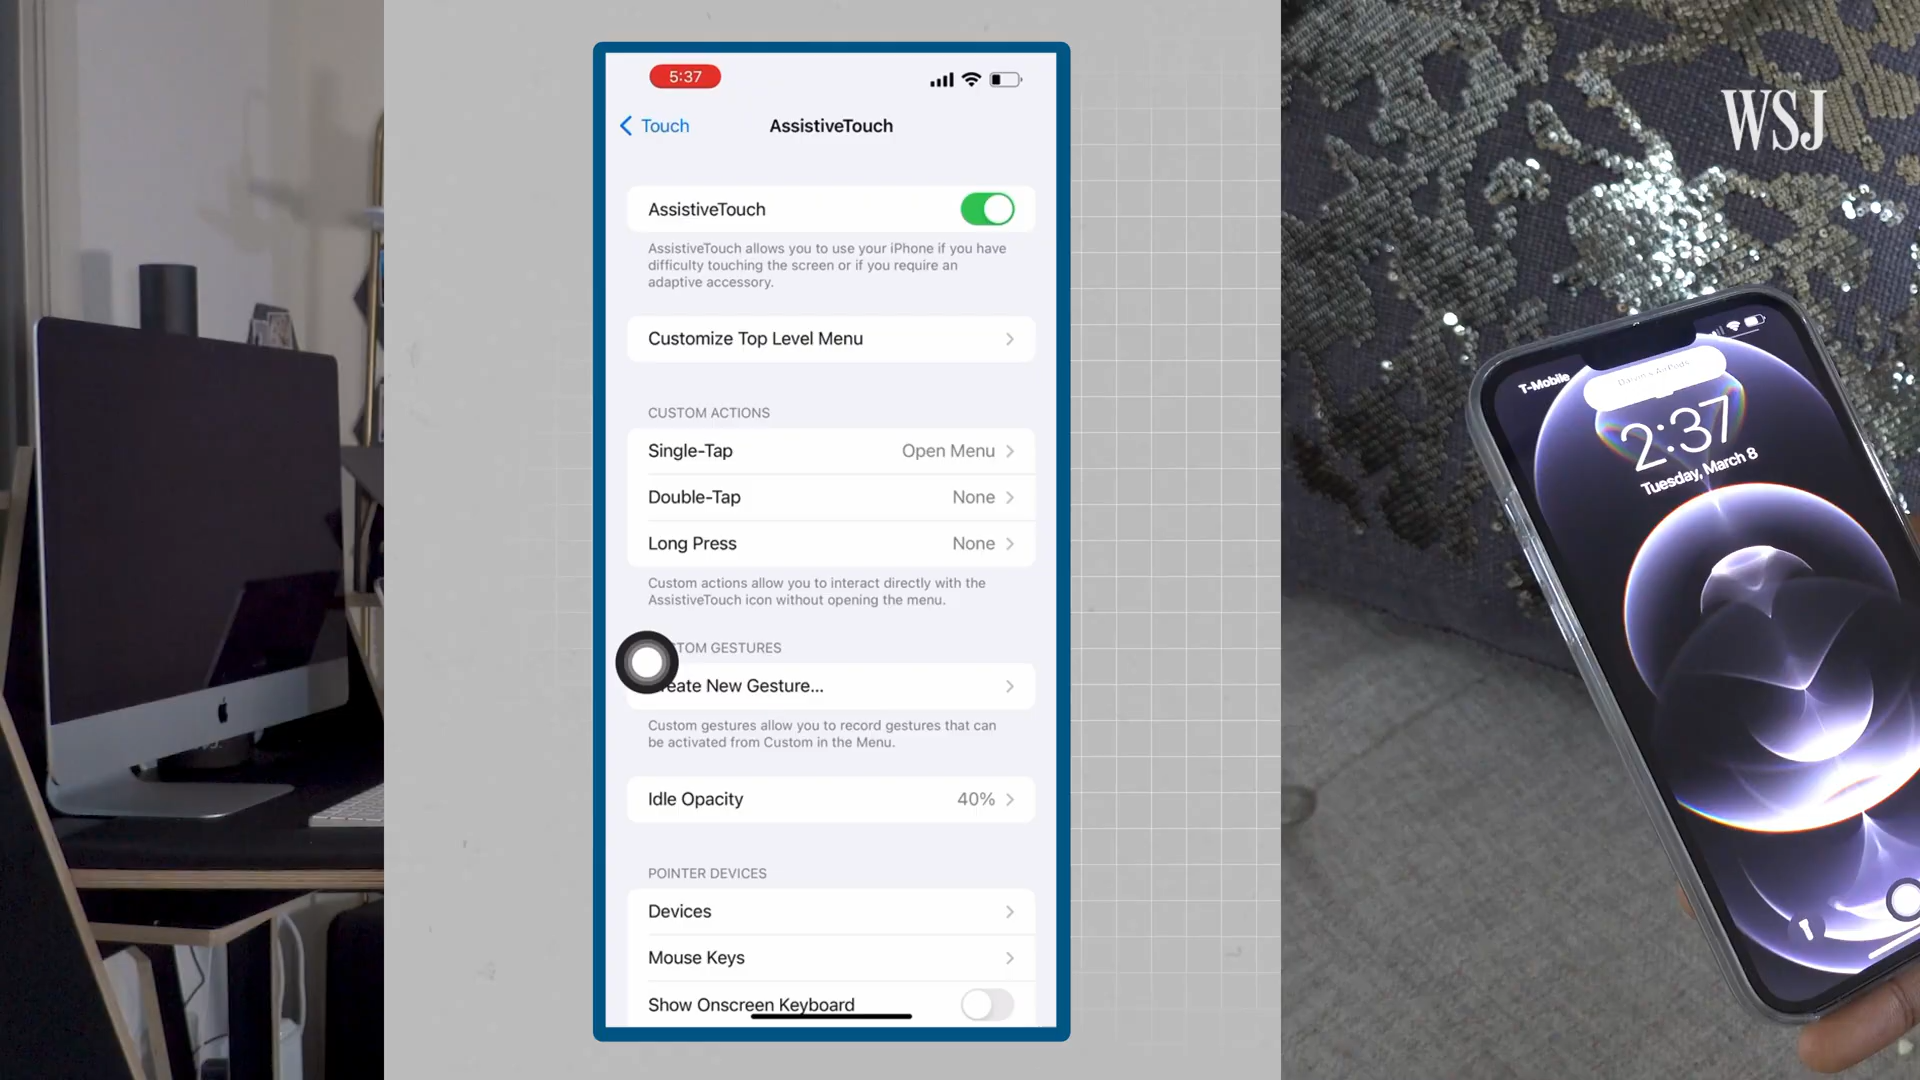 5:37
Touch
AssistiveTouch
AssistiveTouch
AssistiveTouch allows you to use your iPhone if you have
difficulty touching the screen or if you require an
adaptive accessory.
Customize Top Level Menu
CUSTOM ACTIONS
Single-Tap Open Menu
Double-Tap None
Long Press None
Custom actions allow you to interact directly with the
AssistiveTouch icon without opening the menu.
TOM GESTURES
eate New Gesture...
Custom gestures allow you to record gestures that can
be activated from Custom in the Menu.
Idle Opacity 40%
POINTER DEVICES
Devices
Mouse Keys
Show Onscreen Keyboard
WSJ
T-Mobile
2:37
Tuesday, March 8